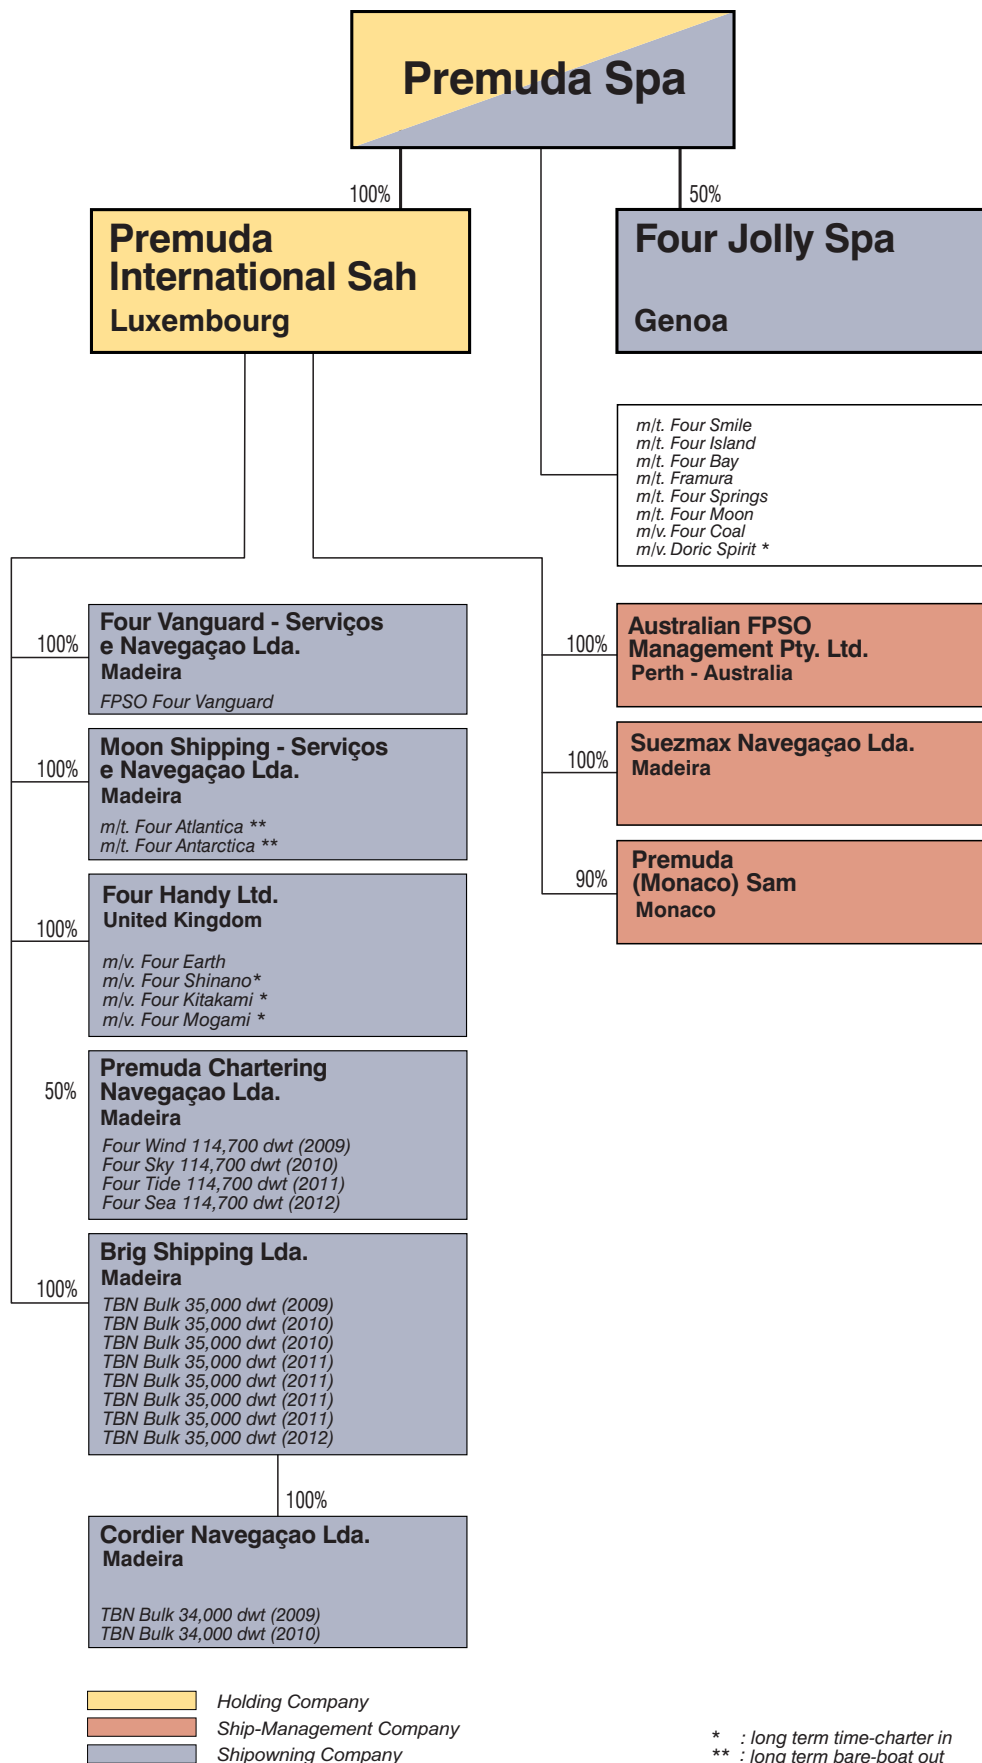 Premuda Spa
100%
50%
Premuda
International Sah
Luxembourg
Four Jolly Spa
Genoa
m/t. Four Smile
m/t. Four Island
m/t. Four Bay
m/t. Framura
m/t. Four Springs
m/t. Four Moon
m/v. Four Coal
m/v. Doric Spirit *
100%
Four Vanguard - Serviços
e Navegaçao Lda.
Madeira
FPSO Four Vanguard
100%
Moon Shipping - Serviços
e Navegaçao Lda.
Madeira
m/t. Four Atlantica **
m/t. Four Antarctica **
100%
Four Handy Ltd.
United Kingdom
m/v. Four Earth
m/v. Four Shinano*
m/v. Four Kitakami *
m/v. Four Mogami *
50%
Premuda Chartering
Navegaçao Lda.
Madeira
Four Wind 114,700 dwt (2009)
Four Sky 114,700 dwt (2010)
Four Tide 114,700 dwt (2011)
Four Sea 114,700 dwt (2012)
100%
Brig Shipping Lda.
Madeira
TBN Bulk 35,000 dwt (2009)
TBN Bulk 35,000 dwt (2010)
TBN Bulk 35,000 dwt (2010)
TBN Bulk 35,000 dwt (2011)
TBN Bulk 35,000 dwt (2011)
TBN Bulk 35,000 dwt (2011)
TBN Bulk 35,000 dwt (2011)
TBN Bulk 35,000 dwt (2012)
100%
Cordier Navegaçao Lda.
Madeira
TBN Bulk 34,000 dwt (2009)
TBN Bulk 34,000 dwt (2010)
100%
Australian FPSO
Management Pty. Ltd.
Perth - Australia
100%
Suezmax Navegaçao Lda.
Madeira
90%
Premuda
(Monaco) Sam
Monaco
Holding Company
Ship-Management Company
Shipowning Company
* : long term time-charter in
** : long term bare-boat out